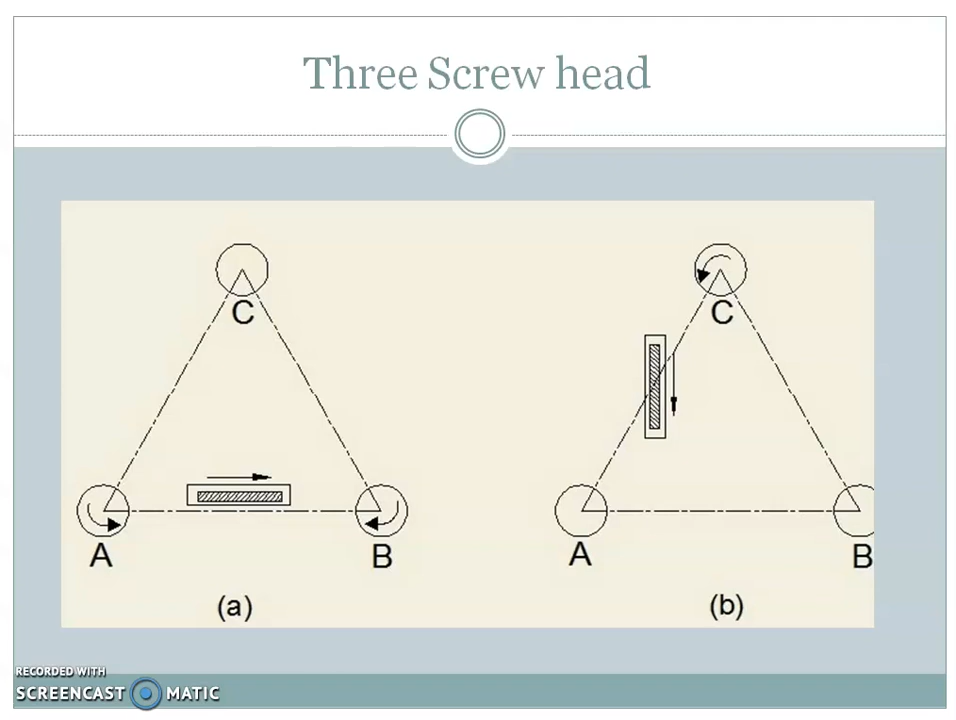 Three Screw head
C
C
A
B
A
B
(a)
(b)
RECORDED WITH
SCREENCAST MATIC